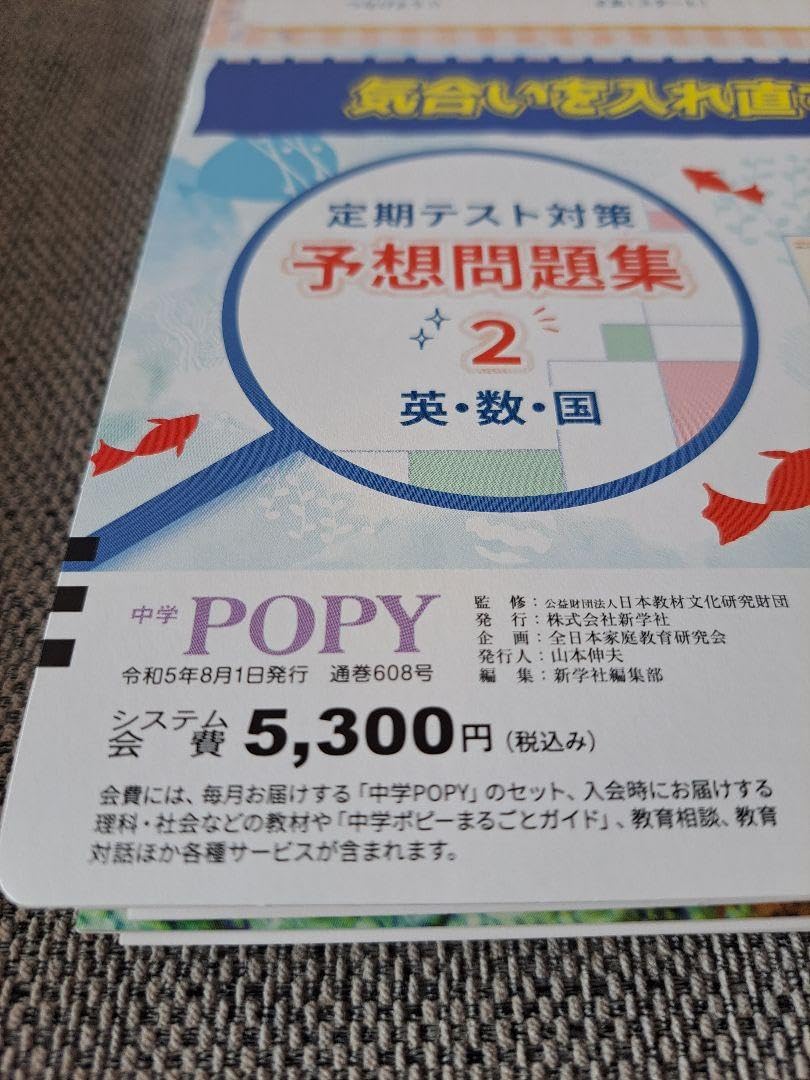 気合いを入れ直
定期テスト対策
予想問題集
2
英・数・国
中学 POPY
令和5年8月1日発行 通巻608号
監 修：公益財団法人日本教材文化研究財団
発 行：株式会社新学社
企 画：全日本家庭教育研究会
発行人：山本伸夫
編 集：新学社編集部
システム
会 費 5,300円（税込み）
会費には、毎月お届けする「中学POPY」のセット、入会時にお届けする
理科・社会などの教材や「中学ポピーまるごとガイド」、教育相談、教育
対話ほか各種サービスが含まれます。